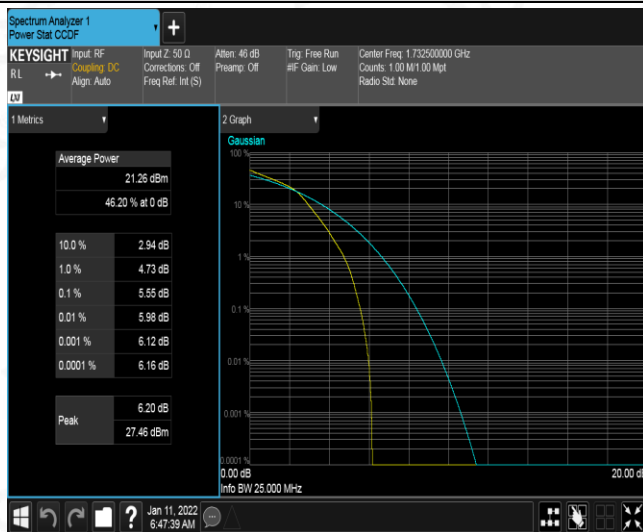 Spectrum Analyzer 1
Power Stat CCDF
+
KEYSIGHT
RL
LXI
Input: RF
Coupling: DC
Align: Auto
Input Z: 50 Ω
Corrections: Off
Freq Ref: Int (S)
Atten: 46 dB
Preamp: Off
Trig: Free Run
#IF Gain: Low
Center Freq: 1.732500000 GHz
Counts: 1.00 M/1.00 Mpt
Radio Std: None
1 Metrics
Average Power
21.26 dBm
46.20 % at 0 dB
10.0 % 2.94 dB
1.0 % 4.73 dB
0.1 % 5.55 dB
0.01 % 5.98 dB
0.001 % 6.12 dB
0.0001 % 6.16 dB
Peak
6.20 dB
27.46 dBm
2 Graph
Gaussian
100 %
10 %
1 %
0.1 %
0.01 %
0.001 %
0.0001 %
0.00 dB
20.00 dB
Info BW 25.000 MHz
?
Jan 11, 2022
6:47:39 AM